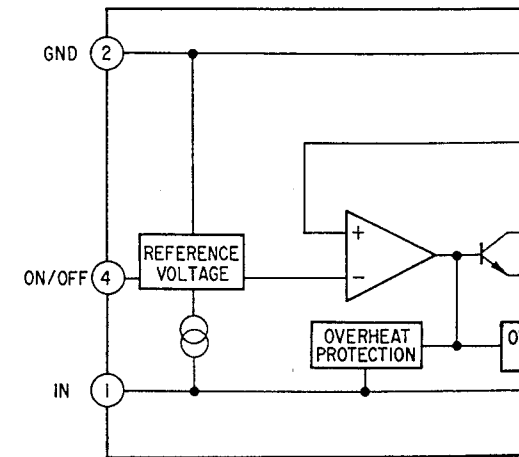 GND 2
+
REFERENCE
VOLTAGE
ON/OFF 4
−
OVERHEAT
PROTECTION
O
IN 1